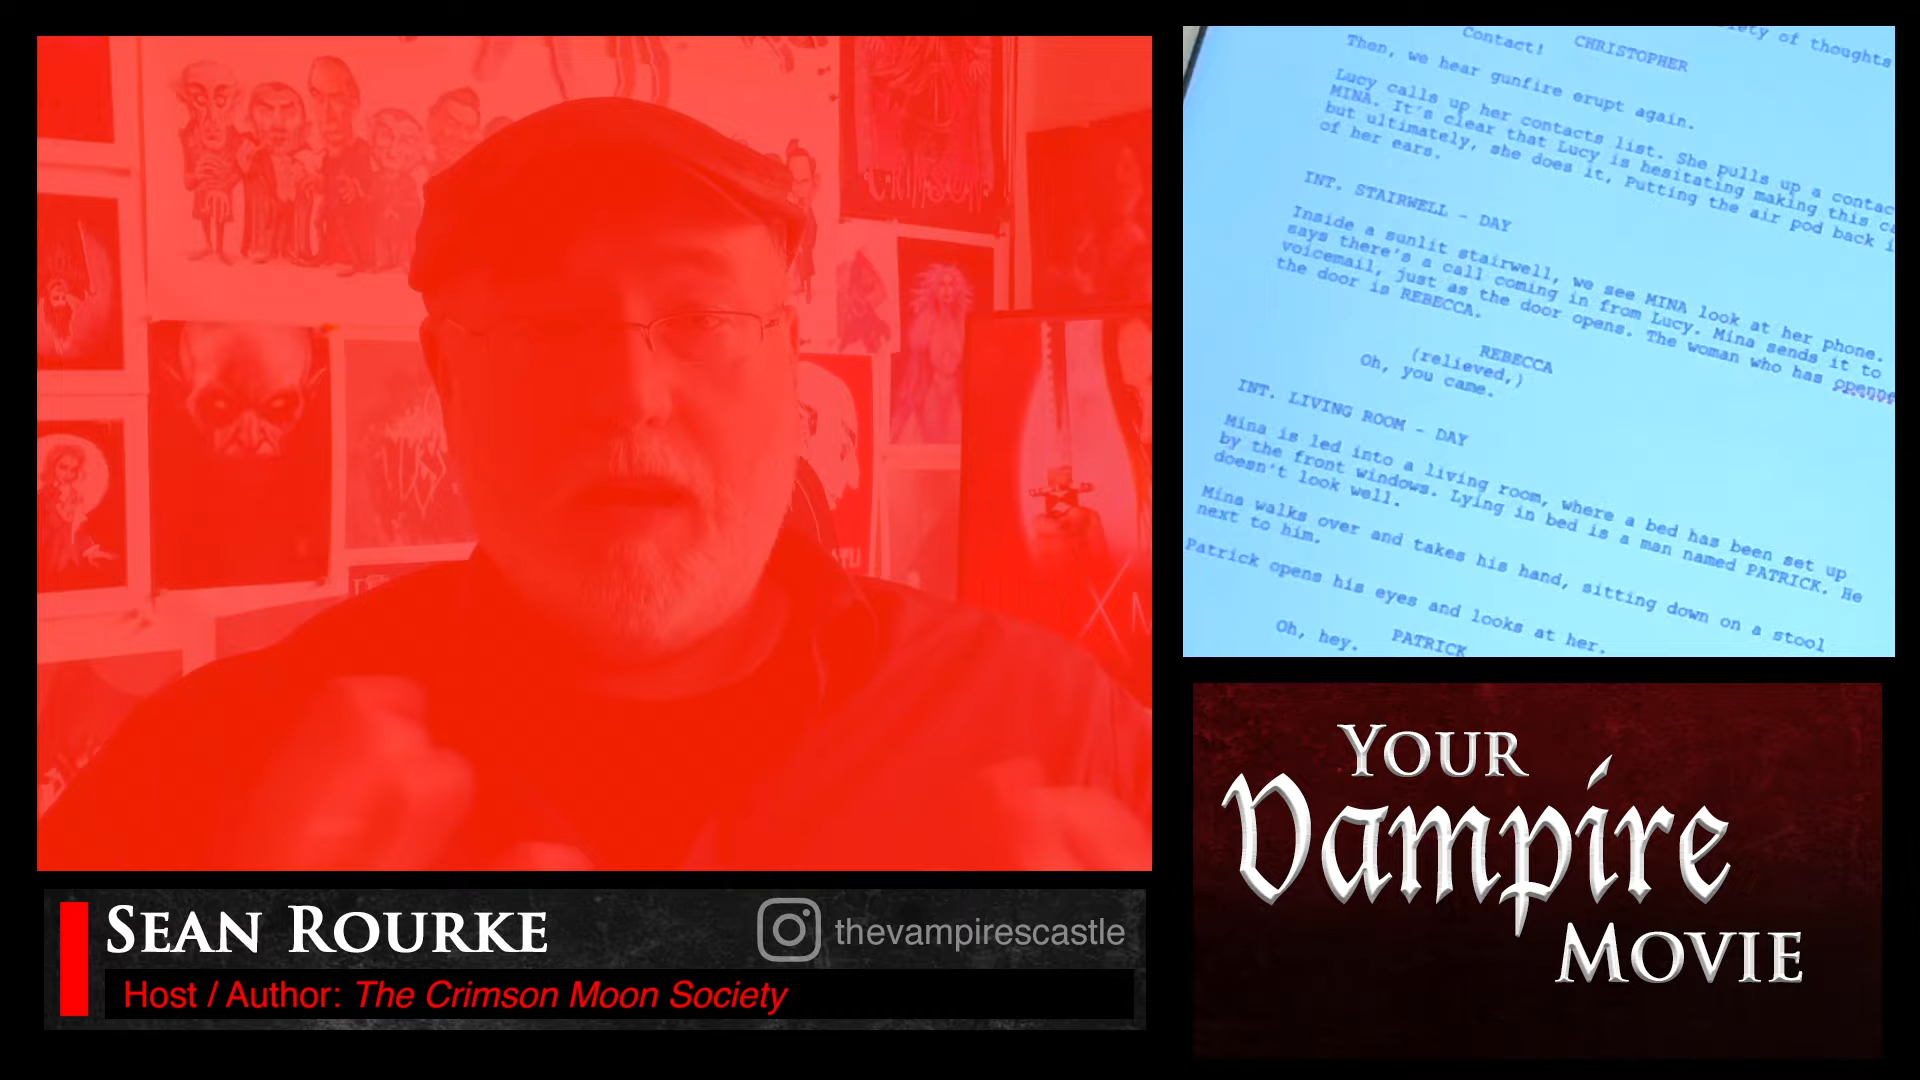 iety of thoughts
Contact!
CHRISTOPHER
Then, we hear gunfire erupt again.
Lucy calls up her contacts list. She pulls up a contac
MINA. It's clear that Lucy is hesitating making this ca
but ultimately, she does it, Putting the air pod back i
of her ears.
INT. STAIRWELL - DAY
Inside a sunlit stairwell, we see MINA look at her phone.
says there's a call coming in from Lucy. Mina sends it to
voicemail, just as the door opens. The woman who has
the door is REBECCA.
REBECCA
(relieved,)
Oh, you came.
INT. LIVING ROOM - DAY
Mina is led into a living room, where a bed has been set up
by the front windows. Lying in bed is a man named PATRICK. He
doesn't look well.
Mina walks over and takes his hand, sitting down on a stool
next to him.
Patrick opens his eyes and looks at her.
PATRICK
Oh, hey.
YOUR
Vampire
MOVIE
SEAN ROURKE
thevampirescastle
Host / Author: The Crimson Moon Society